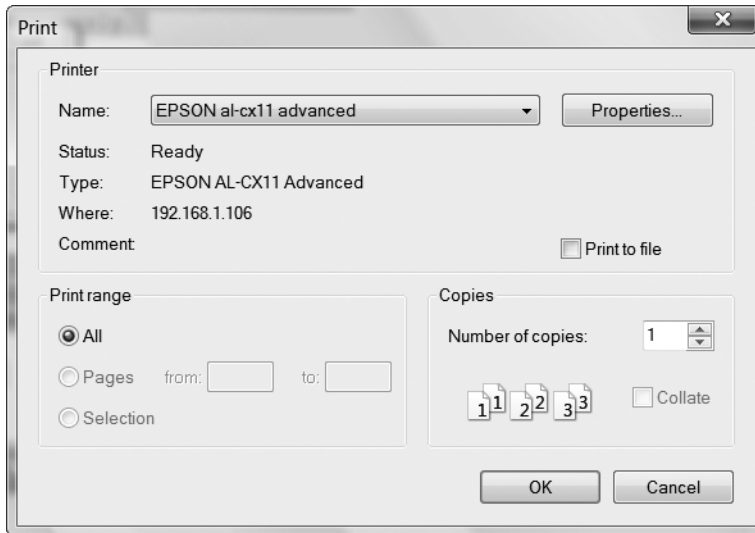 Print
Printer
Name: EPSON al-cx11 advanced Properties...
Status: Ready
Type: EPSON AL-CX11 Advanced
Where: 192.168.1.106
Comment:
Print to file
Print range
All
Pages from: to:
Selection
Copies
Number of copies: 1
1 1 2 2 3 3 Collate
OK Cancel